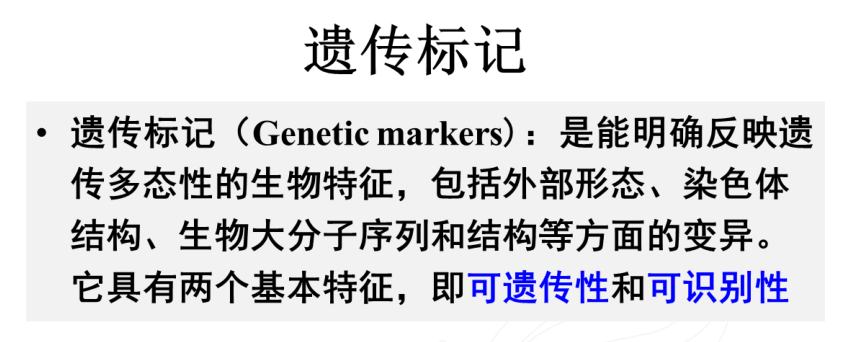 遗传标记
• 遗传标记（Genetic markers）：是能明确反映遗
传多态性的生物特征，包括外部形态、染色体
结构、生物大分子序列和结构等方面的变异。
它具有两个基本特征，即可遗传性和可识别性